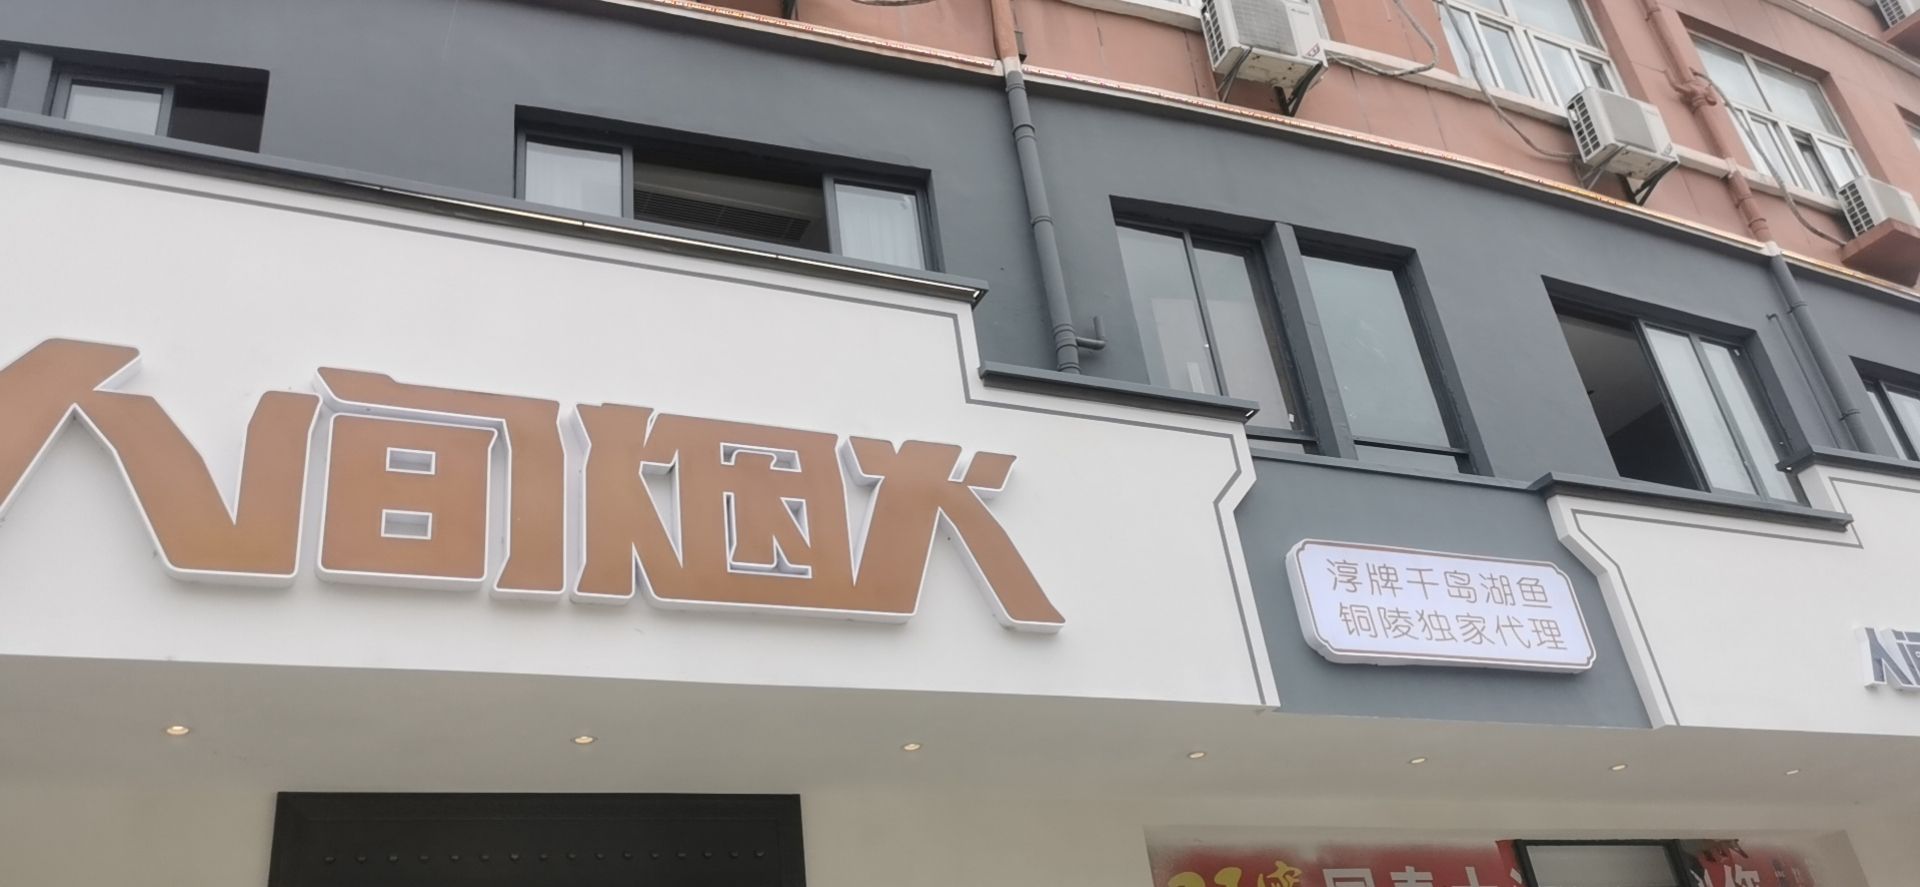 人间烟火
淳牌千岛湖鱼
铜陵独家代理